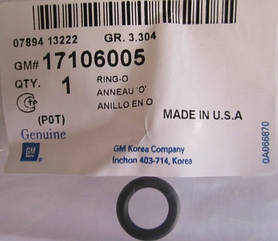 07894 13222 GR. 3.304
GM# 17106005
QTY. 1 RING-O
ANNEAU 'O'
ANILLO EN O
(P0T) MADE IN U.S.A
Genuine
GM
GM Korea Company
Inchon 403-714, Korea
0A066870